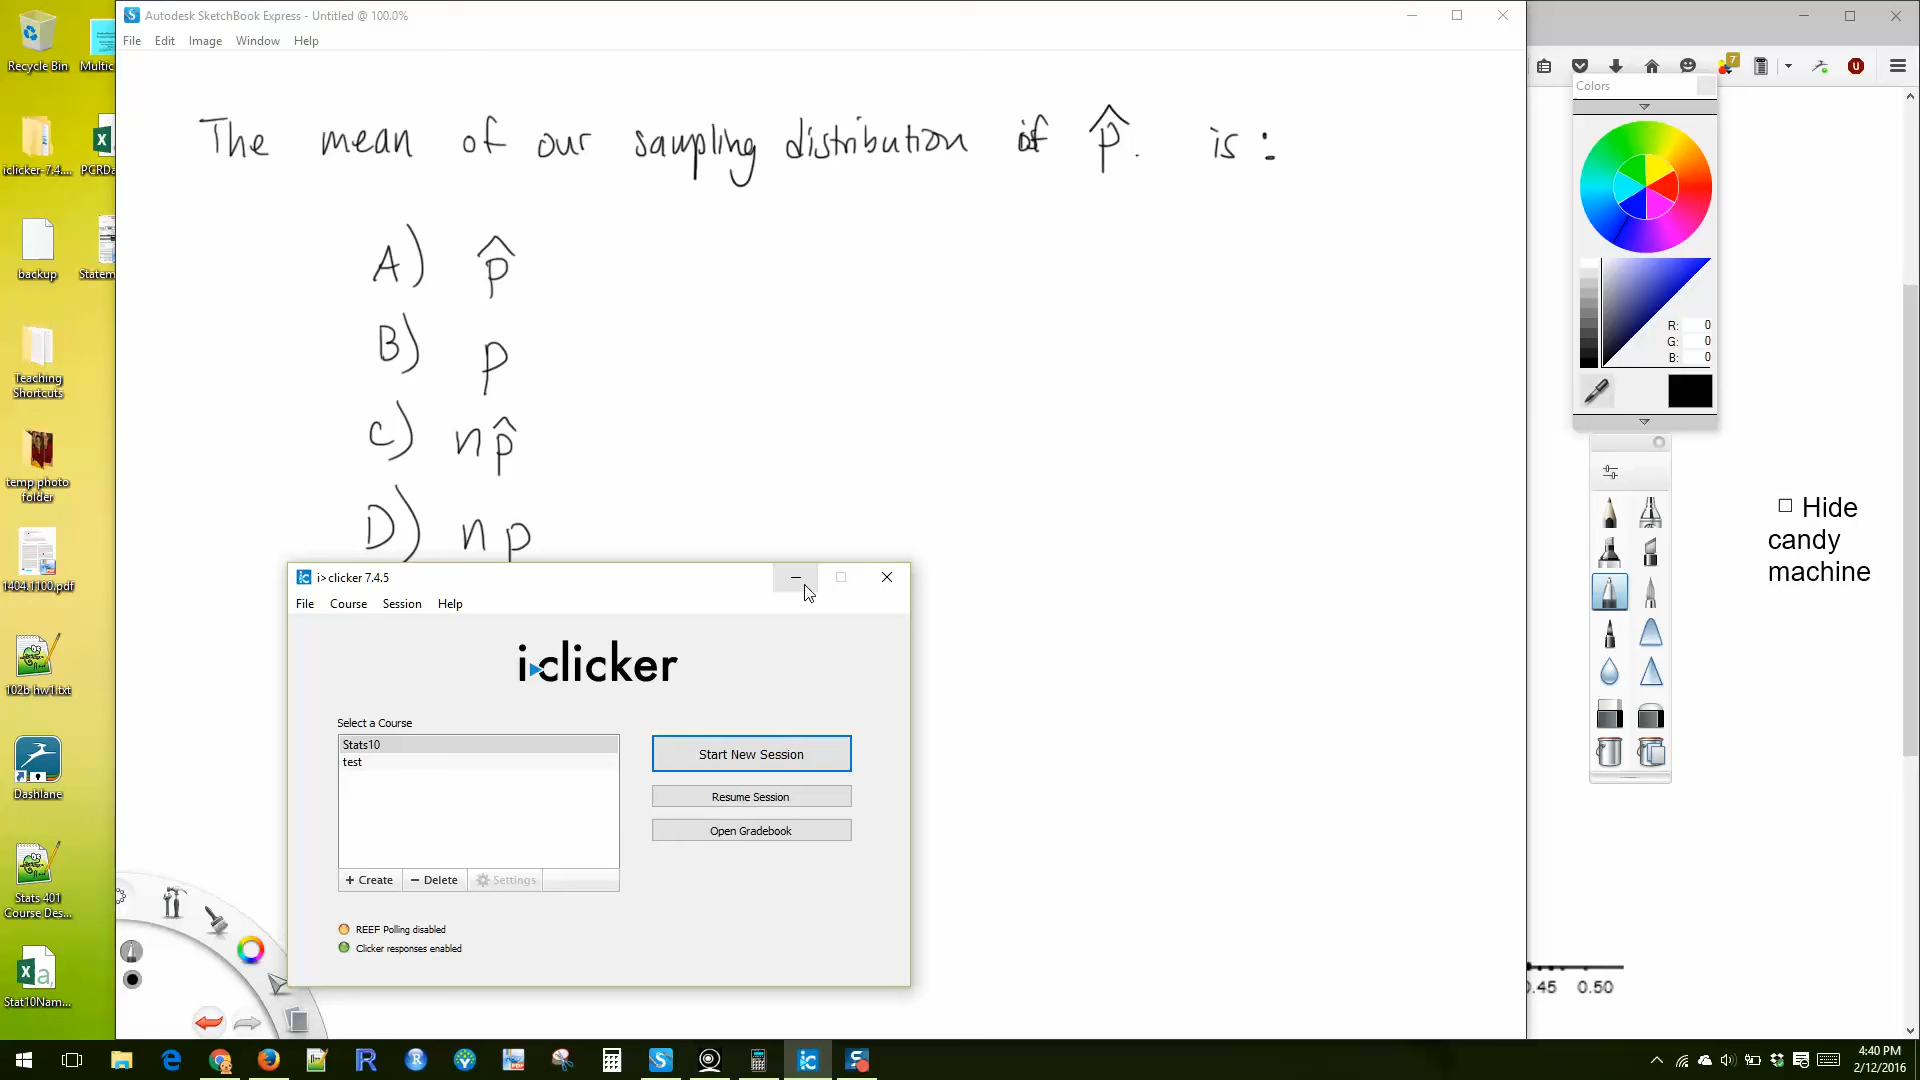 Recycle Bin
Multic
iclicker-7.4....
PCRDa
backup
Statem
Teaching
Shortcuts
temp photo
folder
1404.1100.pdf
102b hw1.txt
Dashlane
Stats 401
Course Des...
Stat10Nam...
Autodesk SketchBook Express - Untitled @ 100.0%
File Edit Image Window Help
The mean of our sampling distribution of p̂. is:
A) p̂
B) p
C) n p̂
D) n p
i>clicker 7.4.5
File Course Session Help
i>clicker
Select a Course
Stats10
test
Start New Session
Resume Session
Open Gradebook
+ Create
− Delete
Settings
REEF Polling disabled
Clicker responses enabled
7
Colors
R: 0
G: 0
B: 0
Hide
candy
machine
0.45 0.50
4:40 PM
2/12/2016